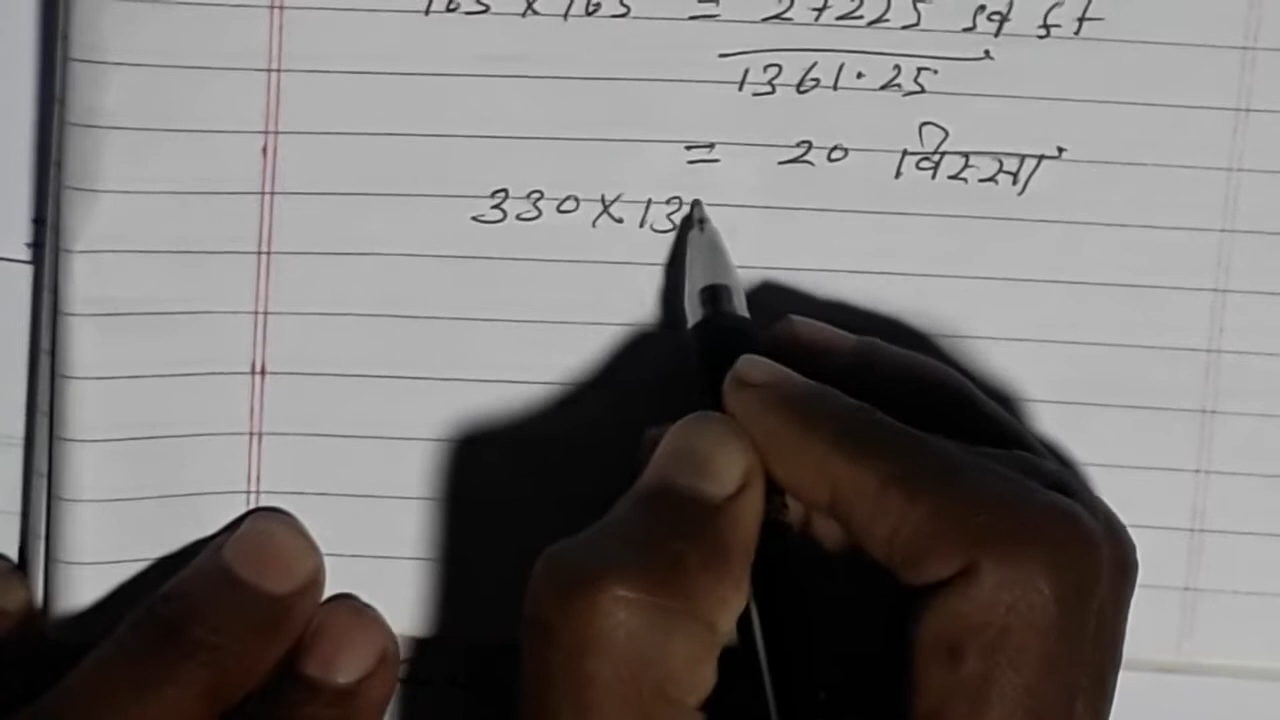 165 × 165 = 27225 sq ft
1361.25
= 20 विस्सा
330 × 13